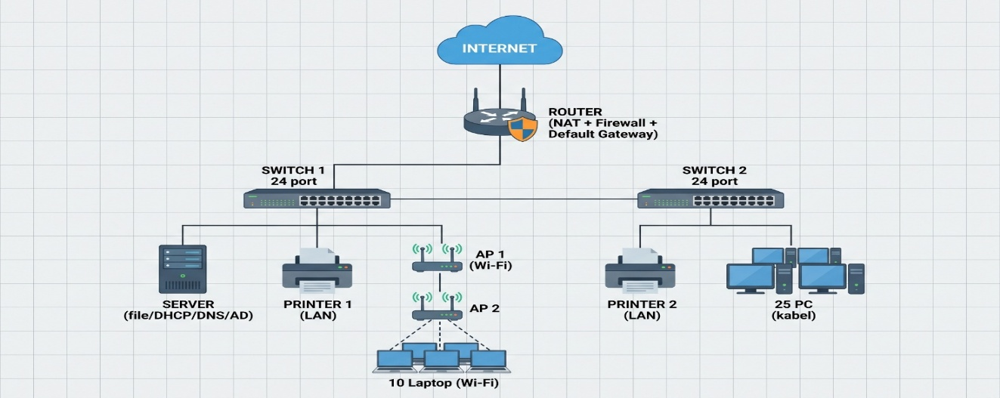 INTERNET
ROUTER
(NAT + Firewall +
Default Gateway)
SWITCH 1
24 port
SWITCH 2
24 port
AP 1
(Wi-Fi)
SERVER
(file/DHCP/DNS/AD)
PRINTER 1
(LAN)
AP 2
PRINTER 2
(LAN)
25 PC
(kabel)
10 Laptop (Wi-Fi)